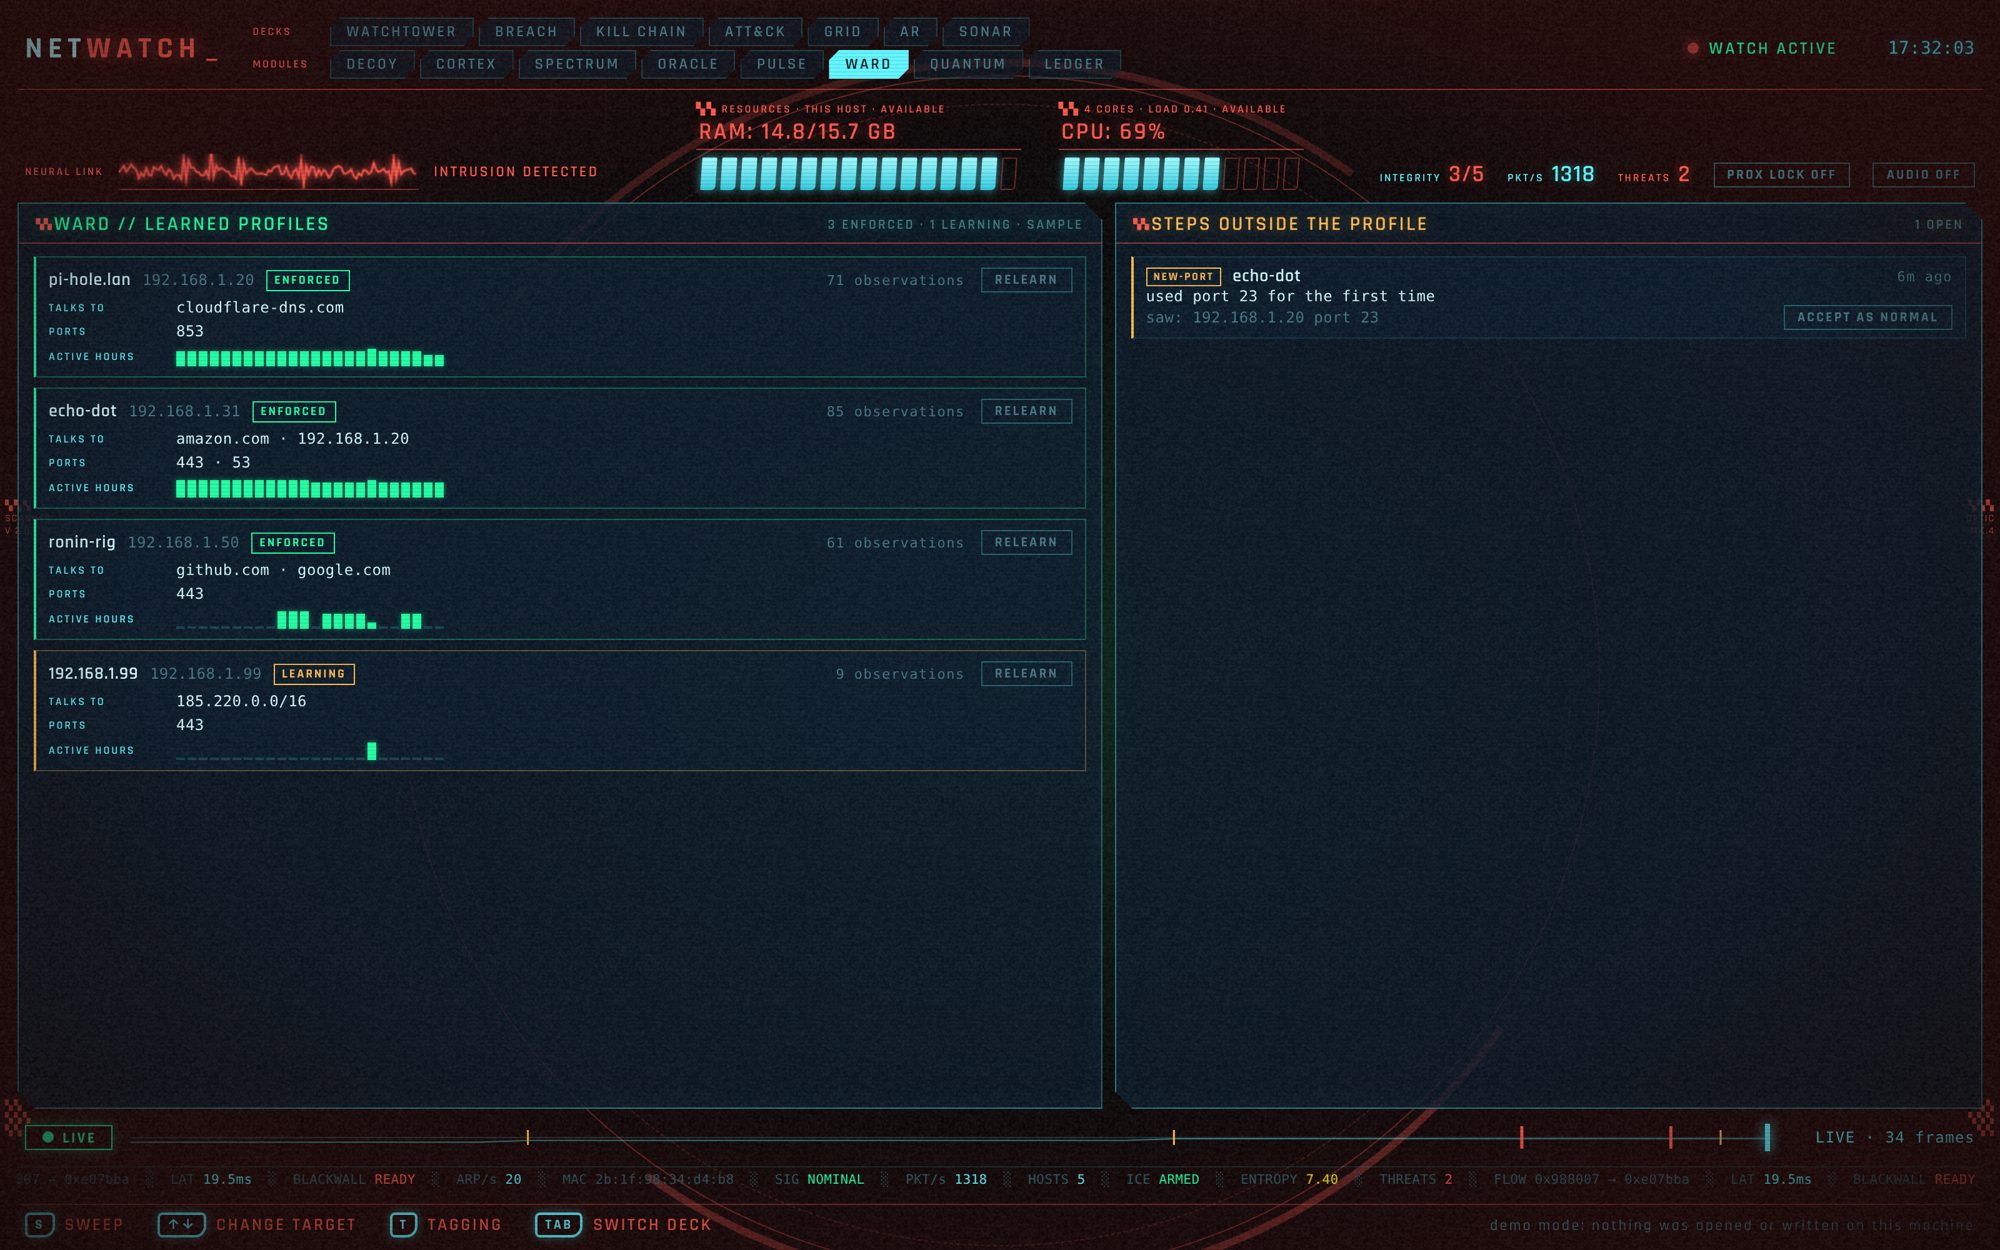 NETWATCH_
DECKS WATCHTOWER BREACH KILL CHAIN ATT&CK GRID AR SONAR
MODULES DECOY CORTEX SPECTRUM ORACLE PULSE WARD QUANTUM LEDGER
WATCH ACTIVE 17:32:03
RESOURCES · THIS HOST · AVAILABLE
RAM: 14.8/15.7 GB
4 CORES · LOAD 0.41 · AVAILABLE
CPU: 69%
NEURAL LINK INTRUSION DETECTED
INTEGRITY 3/5 PKT/S 1318 THREATS 2 PROX LOCK OFF AUDIO OFF
WARD // LEARNED PROFILES 3 ENFORCED · 1 LEARNING · SAMPLE
pi-hole.lan 192.168.1.20 ENFORCED 71 observations RELEARN
TALKS TO cloudflare-dns.com
PORTS 853
ACTIVE HOURS
echo-dot 192.168.1.31 ENFORCED 85 observations RELEARN
TALKS TO amazon.com · 192.168.1.20
PORTS 443 · 53
ACTIVE HOURS
ronin-rig 192.168.1.50 ENFORCED 61 observations RELEARN
TALKS TO github.com · google.com
PORTS 443
ACTIVE HOURS
192.168.1.99 192.168.1.99 LEARNING 9 observations RELEARN
TALKS TO 185.220.0.0/16
PORTS 443
ACTIVE HOURS
STEPS OUTSIDE THE PROFILE 1 OPEN
NEW-PORT echo-dot 6m ago
used port 23 for the first time
saw: 192.168.1.20 port 23 ACCEPT AS NORMAL
LIVE LIVE · 34 frames
→ 0xe07bba LAT 19.5ms BLACKWALL READY ARP/s 20 MAC 2b:1f:98:34:d4:b8 SIG NOMINAL PKT/s 1318 HOSTS 5 ICE ARMED ENTROPY 7.40 THREATS 2 FLOW 0x988007 → 0xe07bba LAT 19.5ms BLACKWALL READY
S SWEEP ↑↓ CHANGE TARGET T TAGGING TAB SWITCH DECK
demo mode: nothing was opened or written on this machine